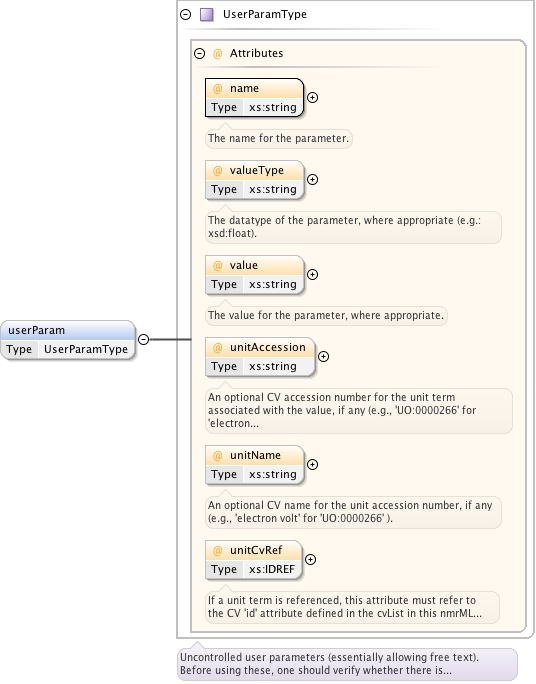 UserParamType
@ Attributes
@ name
Type xs:string
The name for the parameter.
@ valueType
Type xs:string
The datatype of the parameter, where appropriate (e.g.:
xsd:float).
@ value
Type xs:string
The value for the parameter, where appropriate.
userParam
Type UserParamType
@ unitAccession
Type xs:string
An optional CV accession number for the unit term
associated with the value, if any (e.g., 'UO:0000266' for
'electron...
@ unitName
Type xs:string
An optional CV name for the unit accession number, if any
(e.g., 'electron volt' for 'UO:0000266' ).
@ unitCvRef
Type xs:IDREF
If a unit term is referenced, this attribute must refer to
the CV 'id' attribute defined in the cvList in this nmrML...
Uncontrolled user parameters (essentially allowing free text).
Before using these, one should verify whether there is...